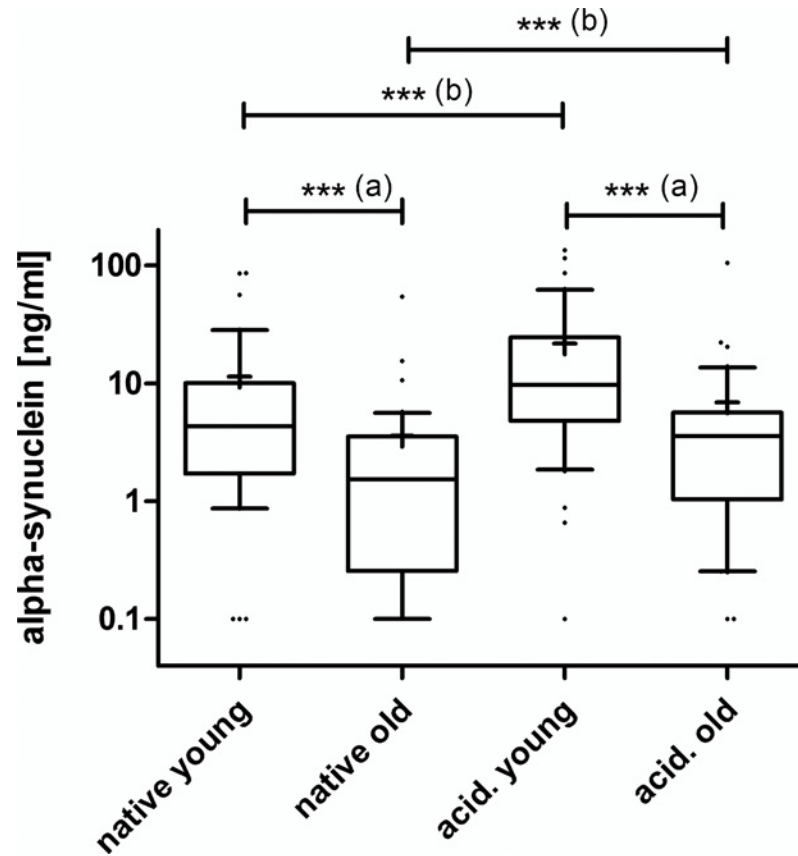 *** (b)
*** (b)
*** (a)
*** (a)
alpha-synuclein [ng/ml]
100
10
1
0.1
native young
native old
acid. young
acid. old